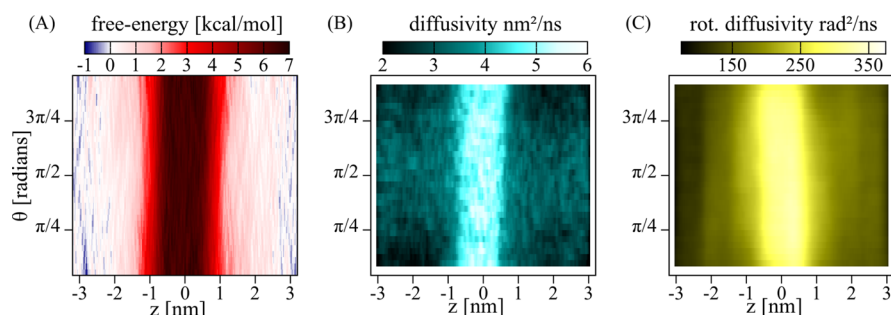 (A) free-energy [kcal/mol]
-1 0 1 2 3 4 5 6 7
3π/4
π/2
π/4
θ [radians]
-3 -2 -1 0 1 2 3
z [nm]
(B) diffusivity nm²/ns
2 3 4 5 6
3π/4
π/2
π/4
-3 -2 -1 0 1 2 3
z [nm]
(C) rot. diffusivity rad²/ns
150 250 350
3π/4
π/2
π/4
-3 -2 -1 0 1 2 3
z [nm]